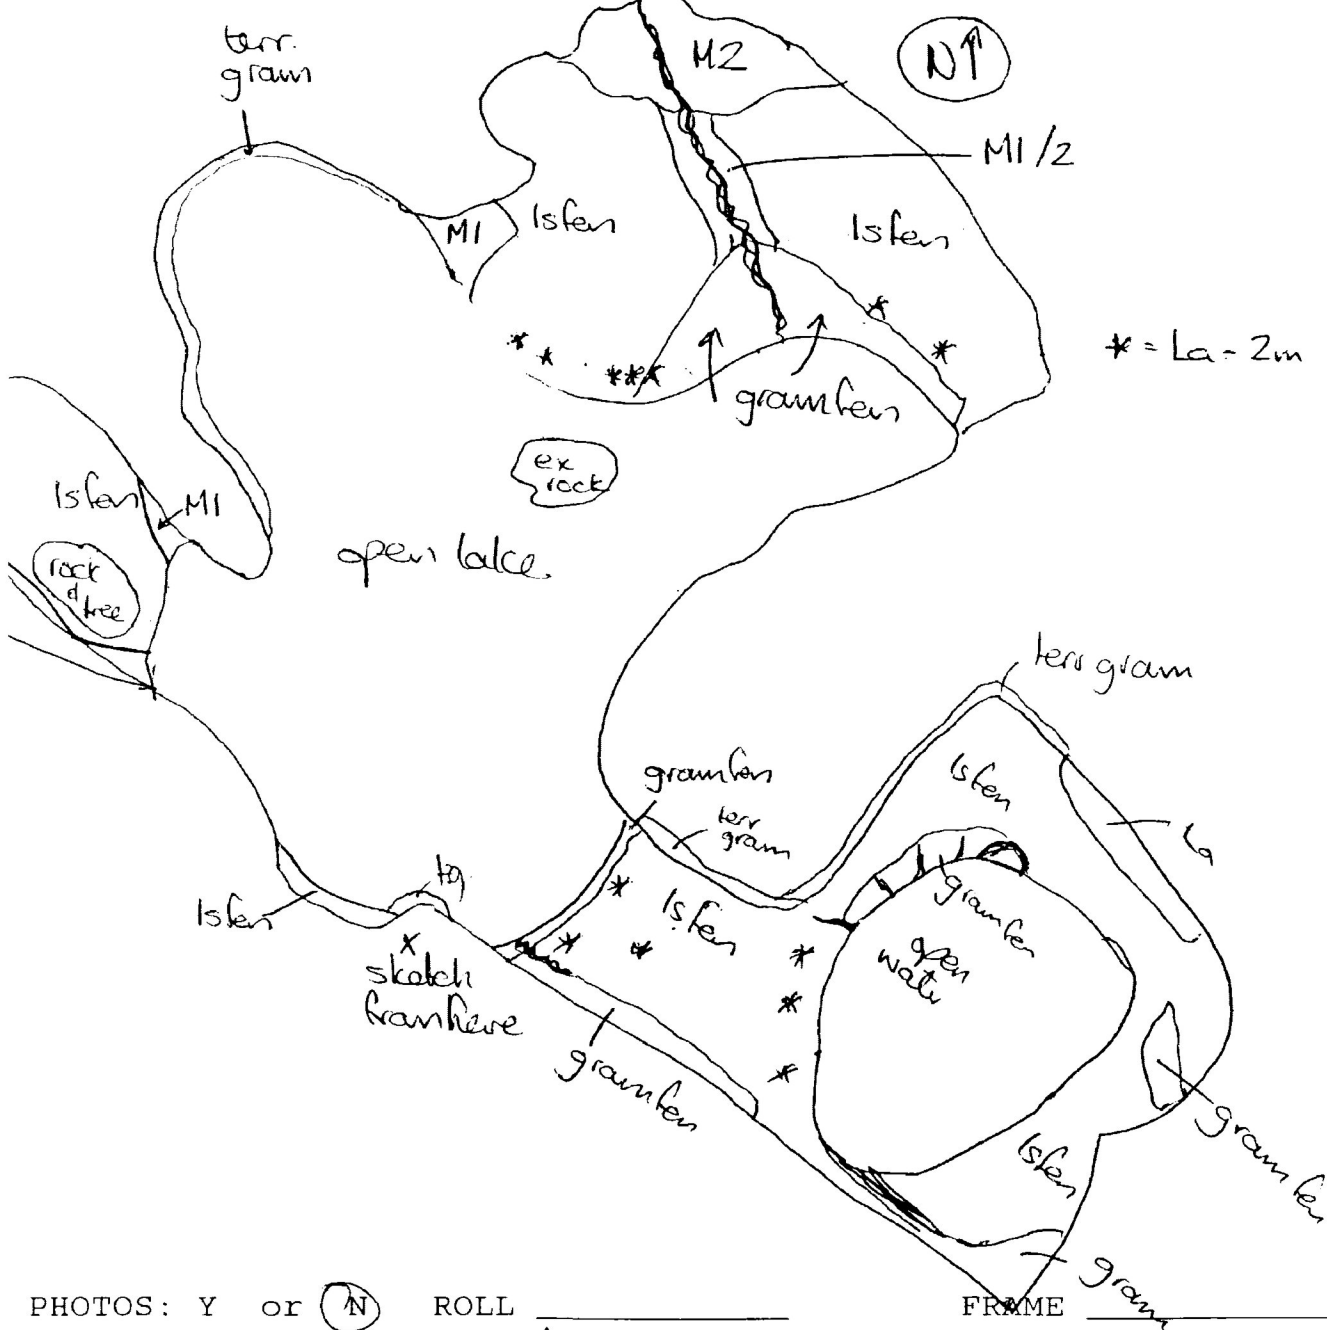 terr.
gram
M2
N↑
M1/2
M1
lsfen
lsfen
* = La - 2m
gramfen
ex
rock
lsfen
M1
open lake
rock
&
tree
terr gram
gramfen
lsfen
terr
gram
La
lsfen
lsfen
gramfen
open
water
x
sketch
from here
gramfen
gramfen
lsfen
gram
PHOTOS: Y or N ROLL FRAME